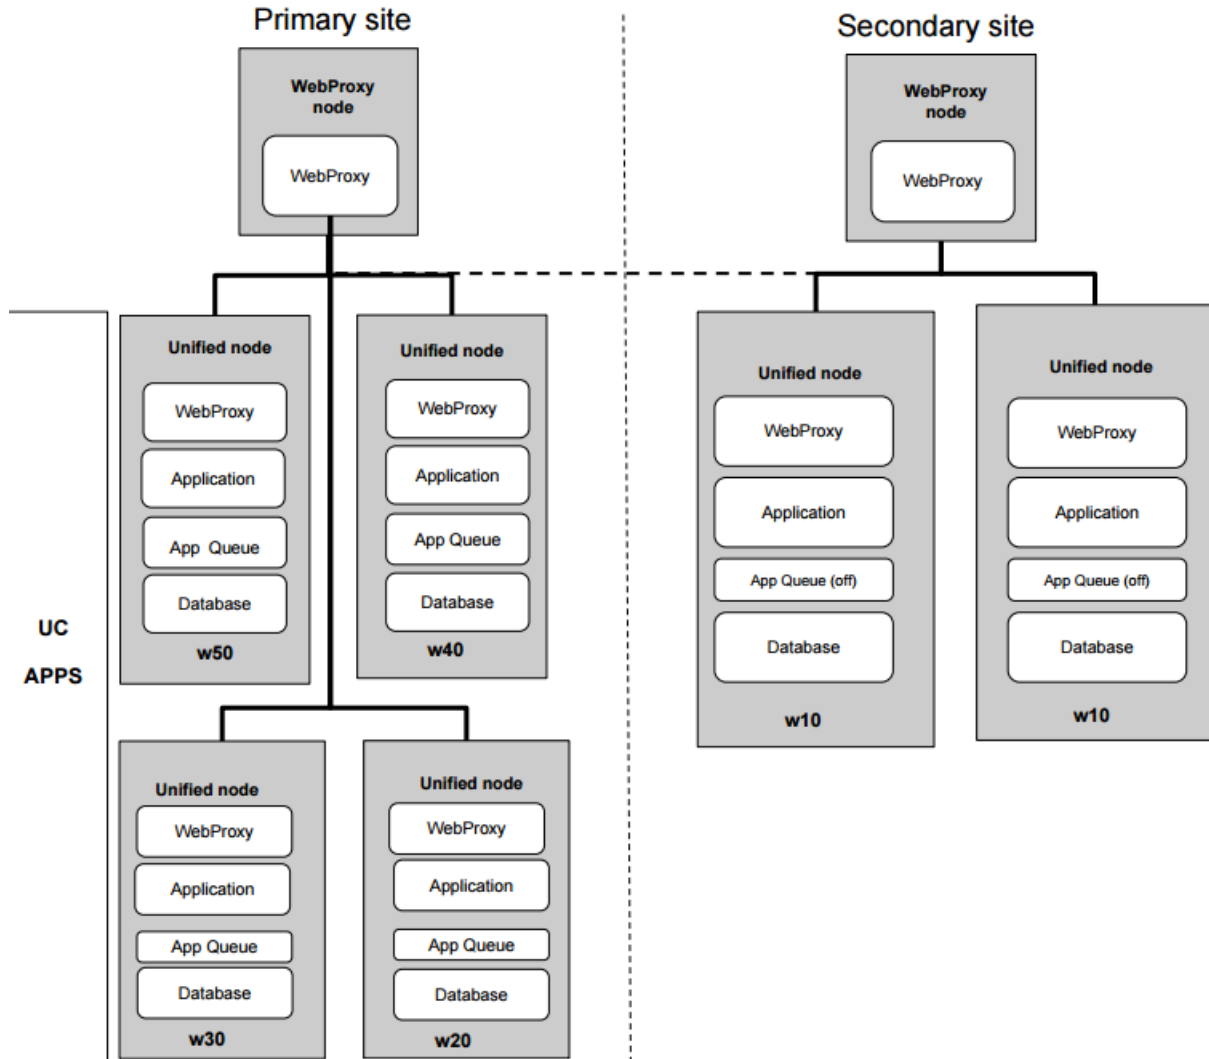 Primary site
Secondary site
WebProxy
node
WebProxy
WebProxy
node
WebProxy
UC
APPS
Unified node
WebProxy
Application
App Queue
Database
w50
Unified node
WebProxy
Application
App Queue
Database
w40
Unified node
WebProxy
Application
App Queue (off)
Database
w10
Unified node
WebProxy
Application
App Queue (off)
Database
w10
Unified node
WebProxy
Application
App Queue
Database
w30
Unified node
WebProxy
Application
App Queue
Database
w20